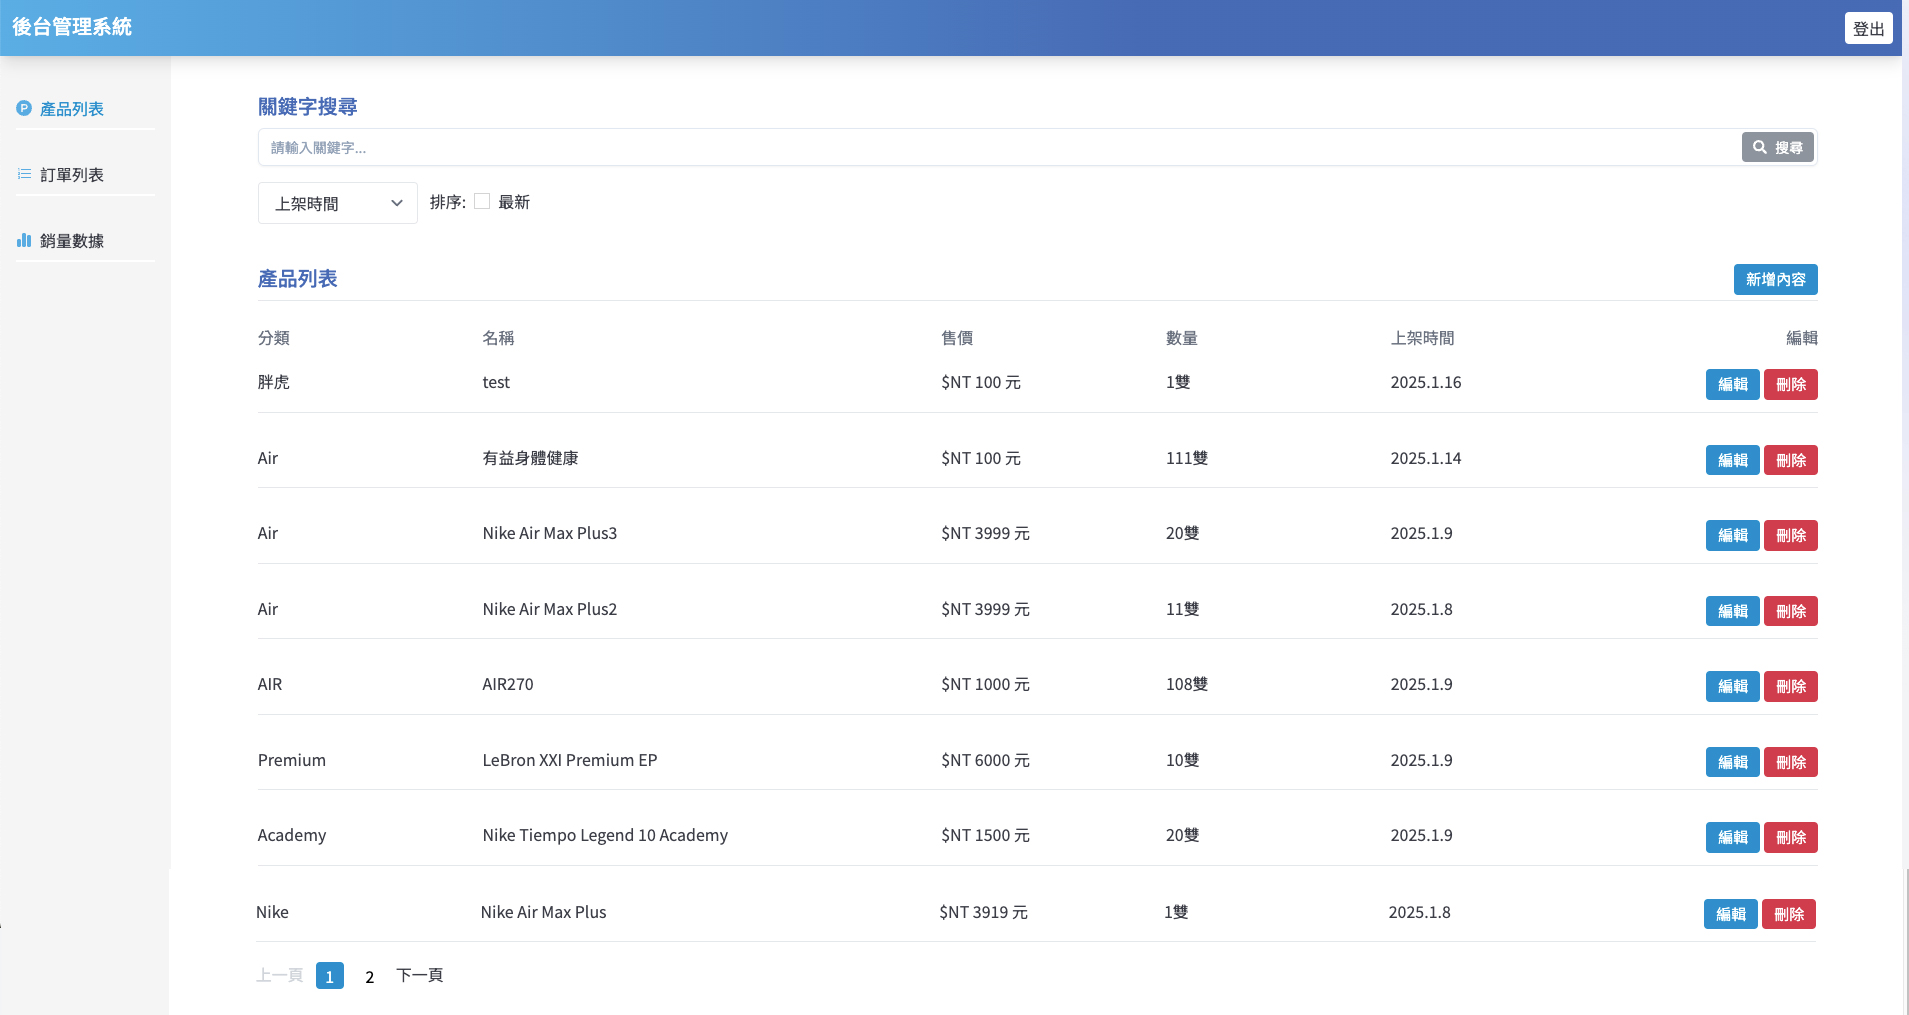 後台管理系統
登出
產品列表
訂單列表
銷量數據
關鍵字搜尋
請輸入關鍵字...
搜尋
上架時間 排序: 最新
產品列表
新增內容
分類 名稱 售價 數量 上架時間 編輯
胖虎 test $NT 100 元 1雙 2025.1.16 編輯 刪除
Air 有益身體健康 $NT 100 元 111雙 2025.1.14 編輯 刪除
Air Nike Air Max Plus3 $NT 3999 元 20雙 2025.1.9 編輯 刪除
Air Nike Air Max Plus2 $NT 3999 元 11雙 2025.1.8 編輯 刪除
AIR AIR270 $NT 1000 元 108雙 2025.1.9 編輯 刪除
Premium LeBron XXI Premium EP $NT 6000 元 10雙 2025.1.9 編輯 刪除
Academy Nike Tiempo Legend 10 Academy $NT 1500 元 20雙 2025.1.9 編輯 刪除
Nike Nike Air Max Plus $NT 3919 元 1雙 2025.1.8 編輯 刪除
上一頁 1 2 下一頁